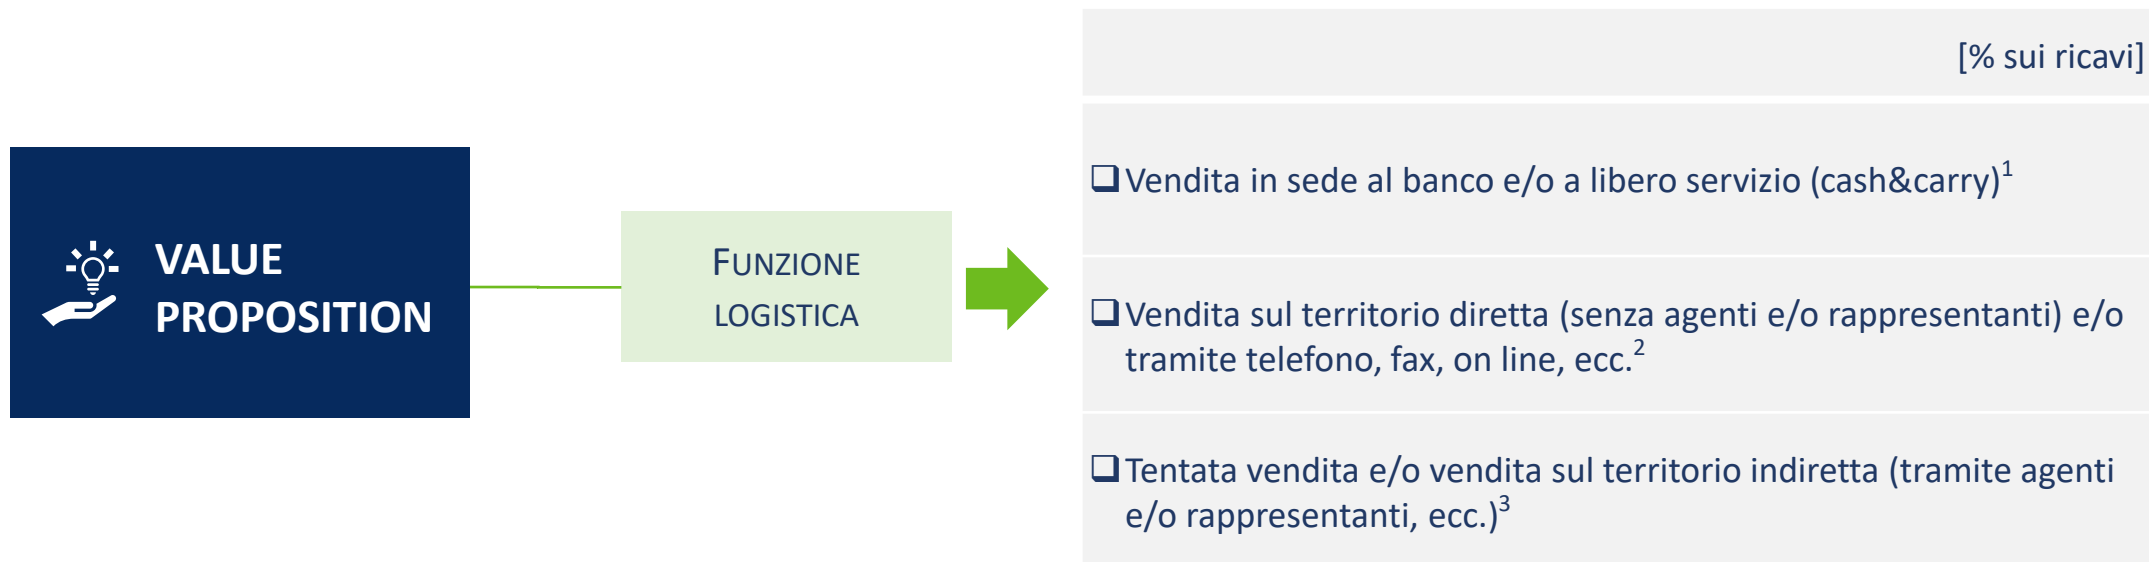 VALUE
PROPOSITION
FUNZIONE
LOGISTICA
[% sui ricavi]
❑ Vendita in sede al banco e/o a libero servizio (cash&carry)¹
❑ Vendita sul territorio diretta (senza agenti e/o rappresentanti) e/o
tramite telefono, fax, on line, ecc.²
❑ Tentata vendita e/o vendita sul territorio indiretta (tramite agenti
e/o rappresentanti, ecc.)³